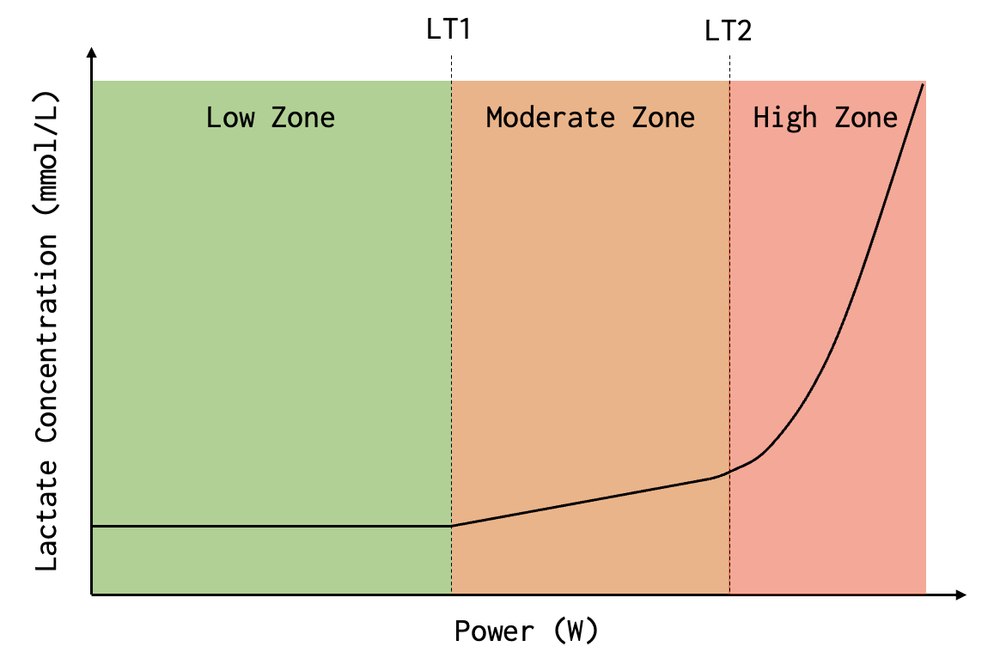 LT1
LT2
Low Zone
Moderate Zone
High Zone
Lactate Concentration (mmol/L)
Power (W)